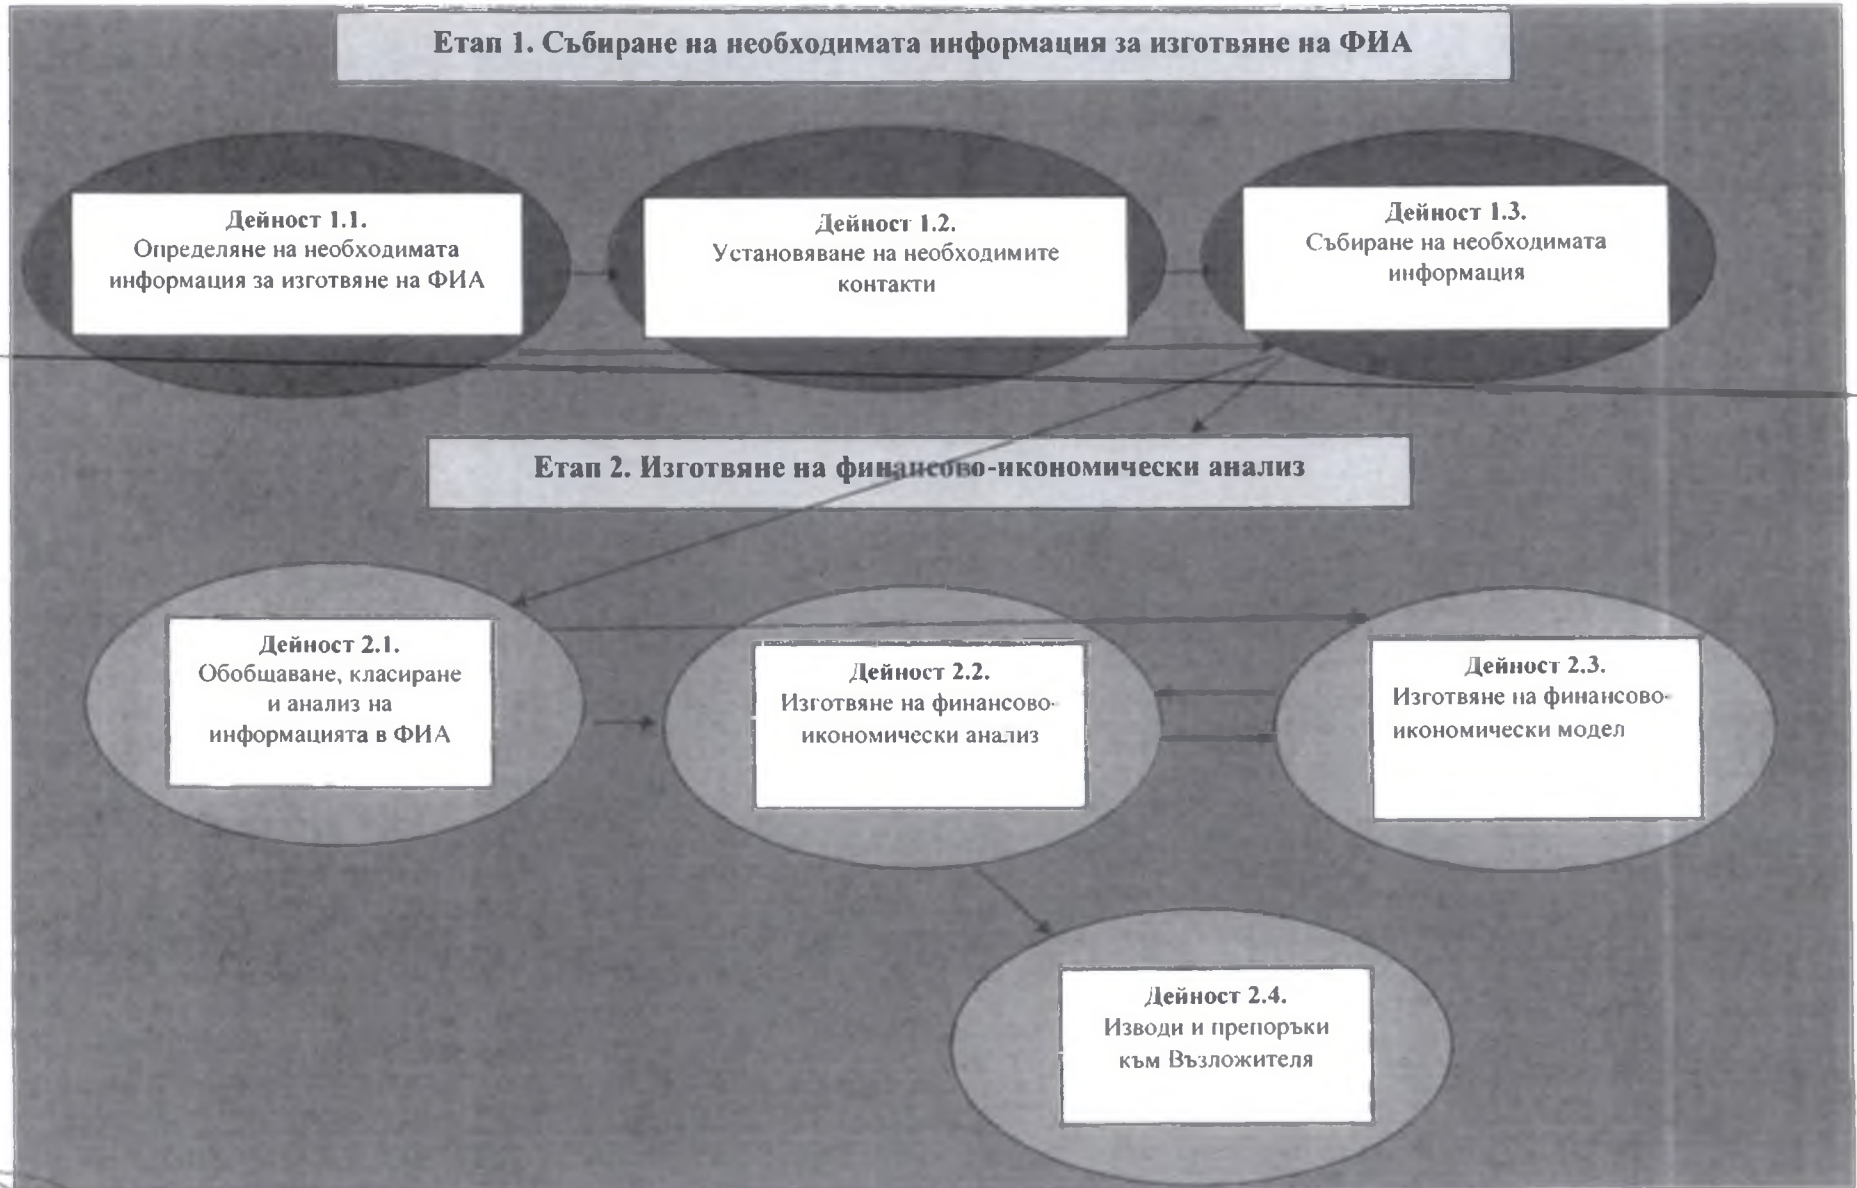 Етап 1. Събиране на необходимата информация за изготвяне на ФИА
Дейност 1.1.
Определяне на необходимата
информация за изготвяне на ФИА
Дейност 1.2.
Установяване на необходимите
контакти
Дейност 1.3.
Събиране на необходимата
информация
Етап 2. Изготвяне на финансово-икономически анализ
Дейност 2.1.
Обобщаване, класиране
и анализ на
информацията в ФИА
Дейност 2.2.
Изготвяне на финансово-
икономически анализ
Дейност 2.3.
Изготвяне на финансово-
икономически модел
Дейност 2.4.
Изводи и препоръки
към Възложителя